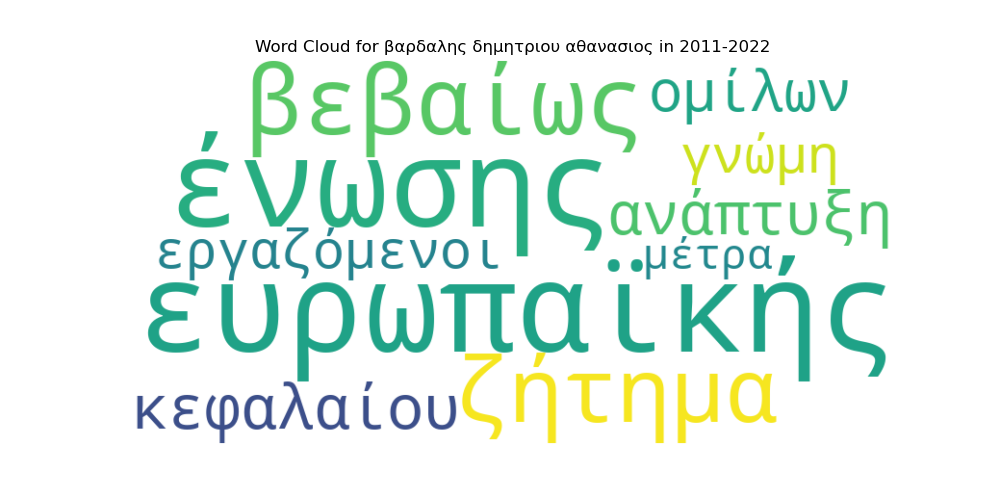 Word Cloud for βαρδαλης δημητριου αθανασιος in 2011-2022
βεβαίως
ομίλων
γνώμη
ένωσης
ανάπτυξη
εργαζόμενοι
μέτρα
ευρωπαϊκής
ζήτημα
κεφαλαίου